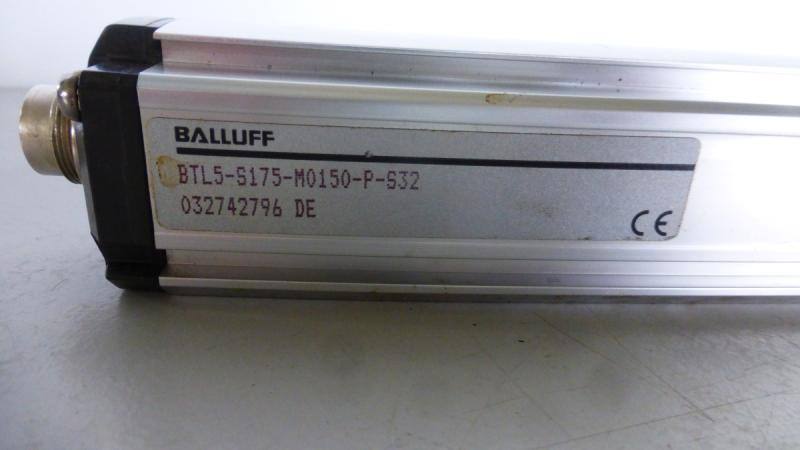 BALLUFF
BTL5-S175-M0150-P-S32
032742796 DE
CE